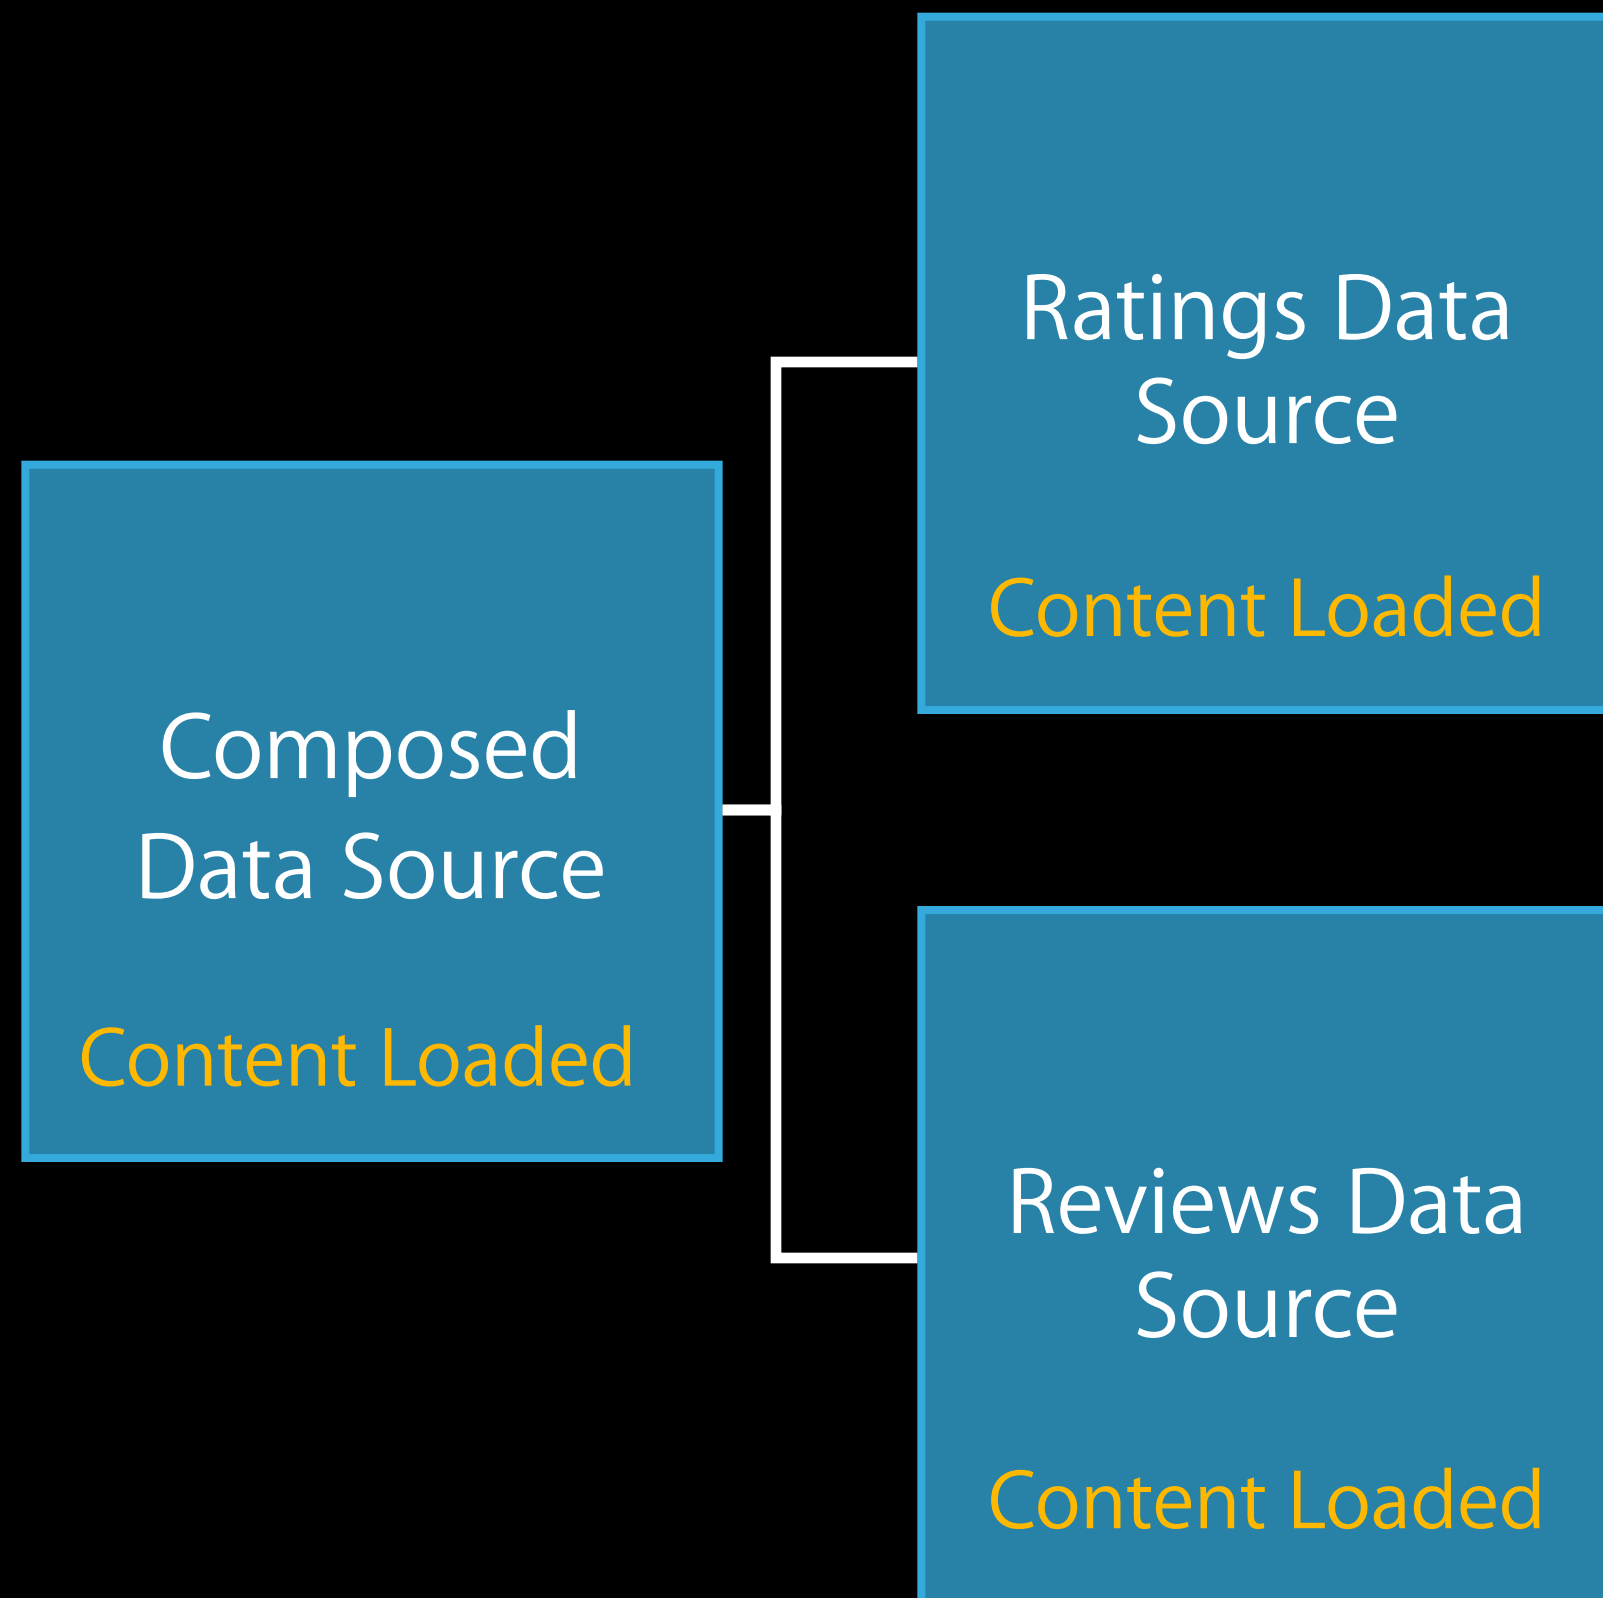 Composed
Data Source
Content Loaded
Ratings Data
Source
Content Loaded
Reviews Data
Source
Content Loaded